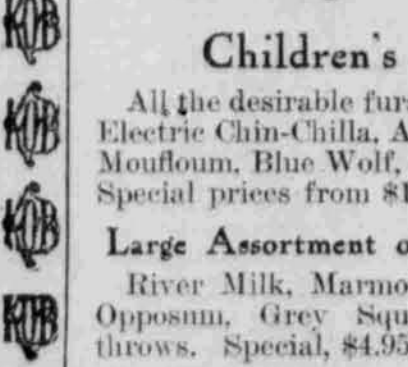 Children's
All the desirable fur
Electric Chin-Chilla, A
Moufloum, Blue Wolf,
Special prices from $1
Large Assortment o
River Milk, Marmo
Opposum, Grey Squ
throws. Special, $4.95